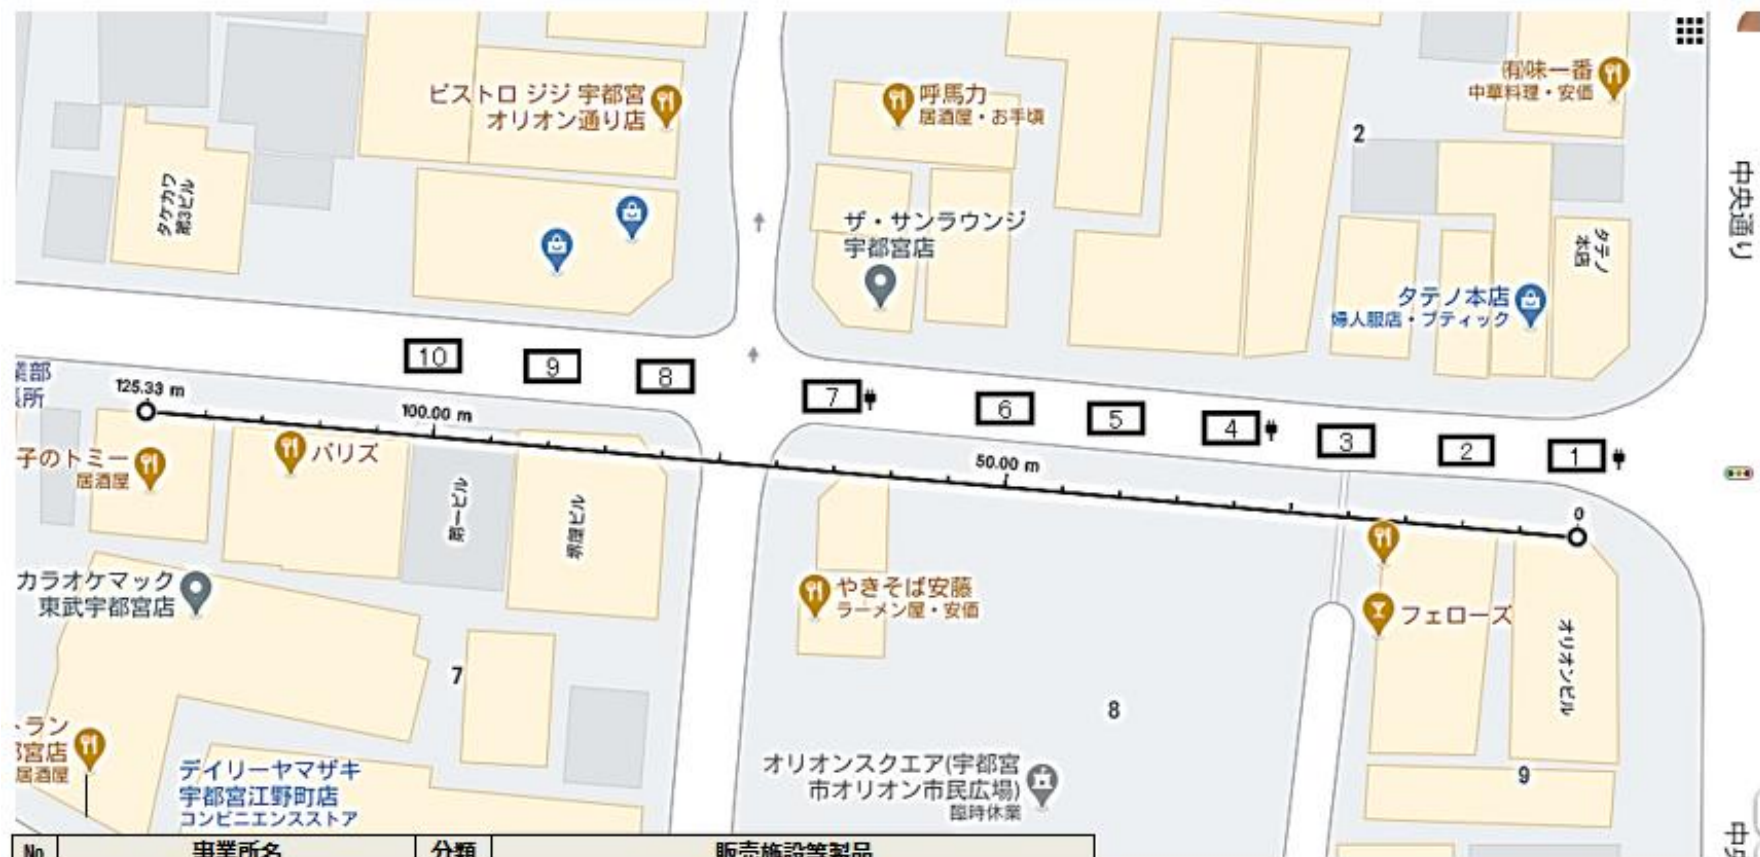 ビストロ ジジ 宇都宮
オリオン通り店
呼馬力
居酒屋・お手頃
㈲味一番
中華料理・安価
2
中央通り
タケカワ
第3ビル
ザ・サンラウンジ
宇都宮店
タテノ
本店
タテノ本店
婦人服店・ブティック
10
9
8
7
6
5
4
3
2
1
業部
125.33 m
100.00 m
50.00 m
0
子のトミー
居酒屋
バリズ
第一ビル
カラオケマック
東武宇都宮店
やきそば安藤
ラーメン屋・安価
フェローズ
オリオンビル
7
8
9
トラン
都宮店
居酒屋
デイリーヤマザキ
宇都宮江野町店
コンビニエンスストア
オリオンスクエア(宇都宮
市オリオン市民広場)
臨時休業
No 事業所名 分類 販売施設等製品